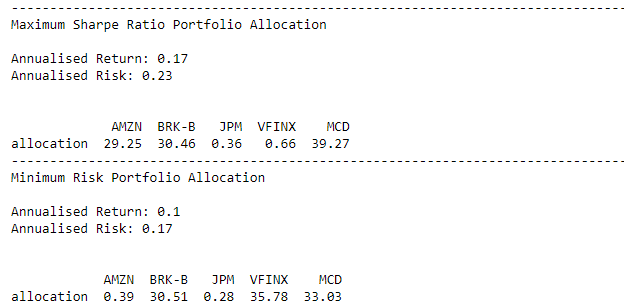 --------------------------------------------------------------------------------
Maximum Sharpe Ratio Portfolio Allocation
Annualised Return: 0.17
Annualised Risk: 0.23
AMZN BRK-B JPM VFINX MCD
allocation 29.25 30.46 0.36 0.66 39.27
--------------------------------------------------------------------------------
Minimum Risk Portfolio Allocation
Annualised Return: 0.1
Annualised Risk: 0.17
AMZN BRK-B JPM VFINX MCD
allocation 0.39 30.51 0.28 35.78 33.03